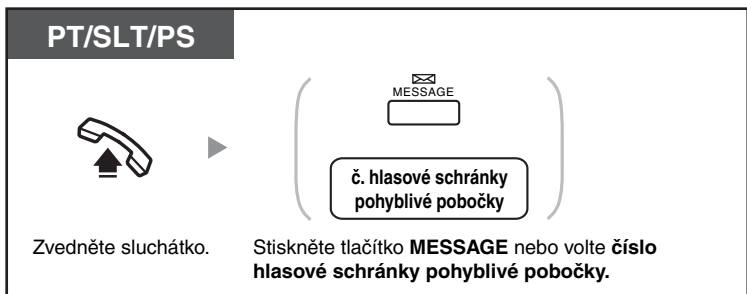 PT/SLT/PS
MESSAGE
č. hlasové schránky
pohyblivé pobočky
Zvedněte sluchátko.
Stiskněte tlačítko MESSAGE nebo volte číslo
hlasové schránky pohyblivé pobočky.